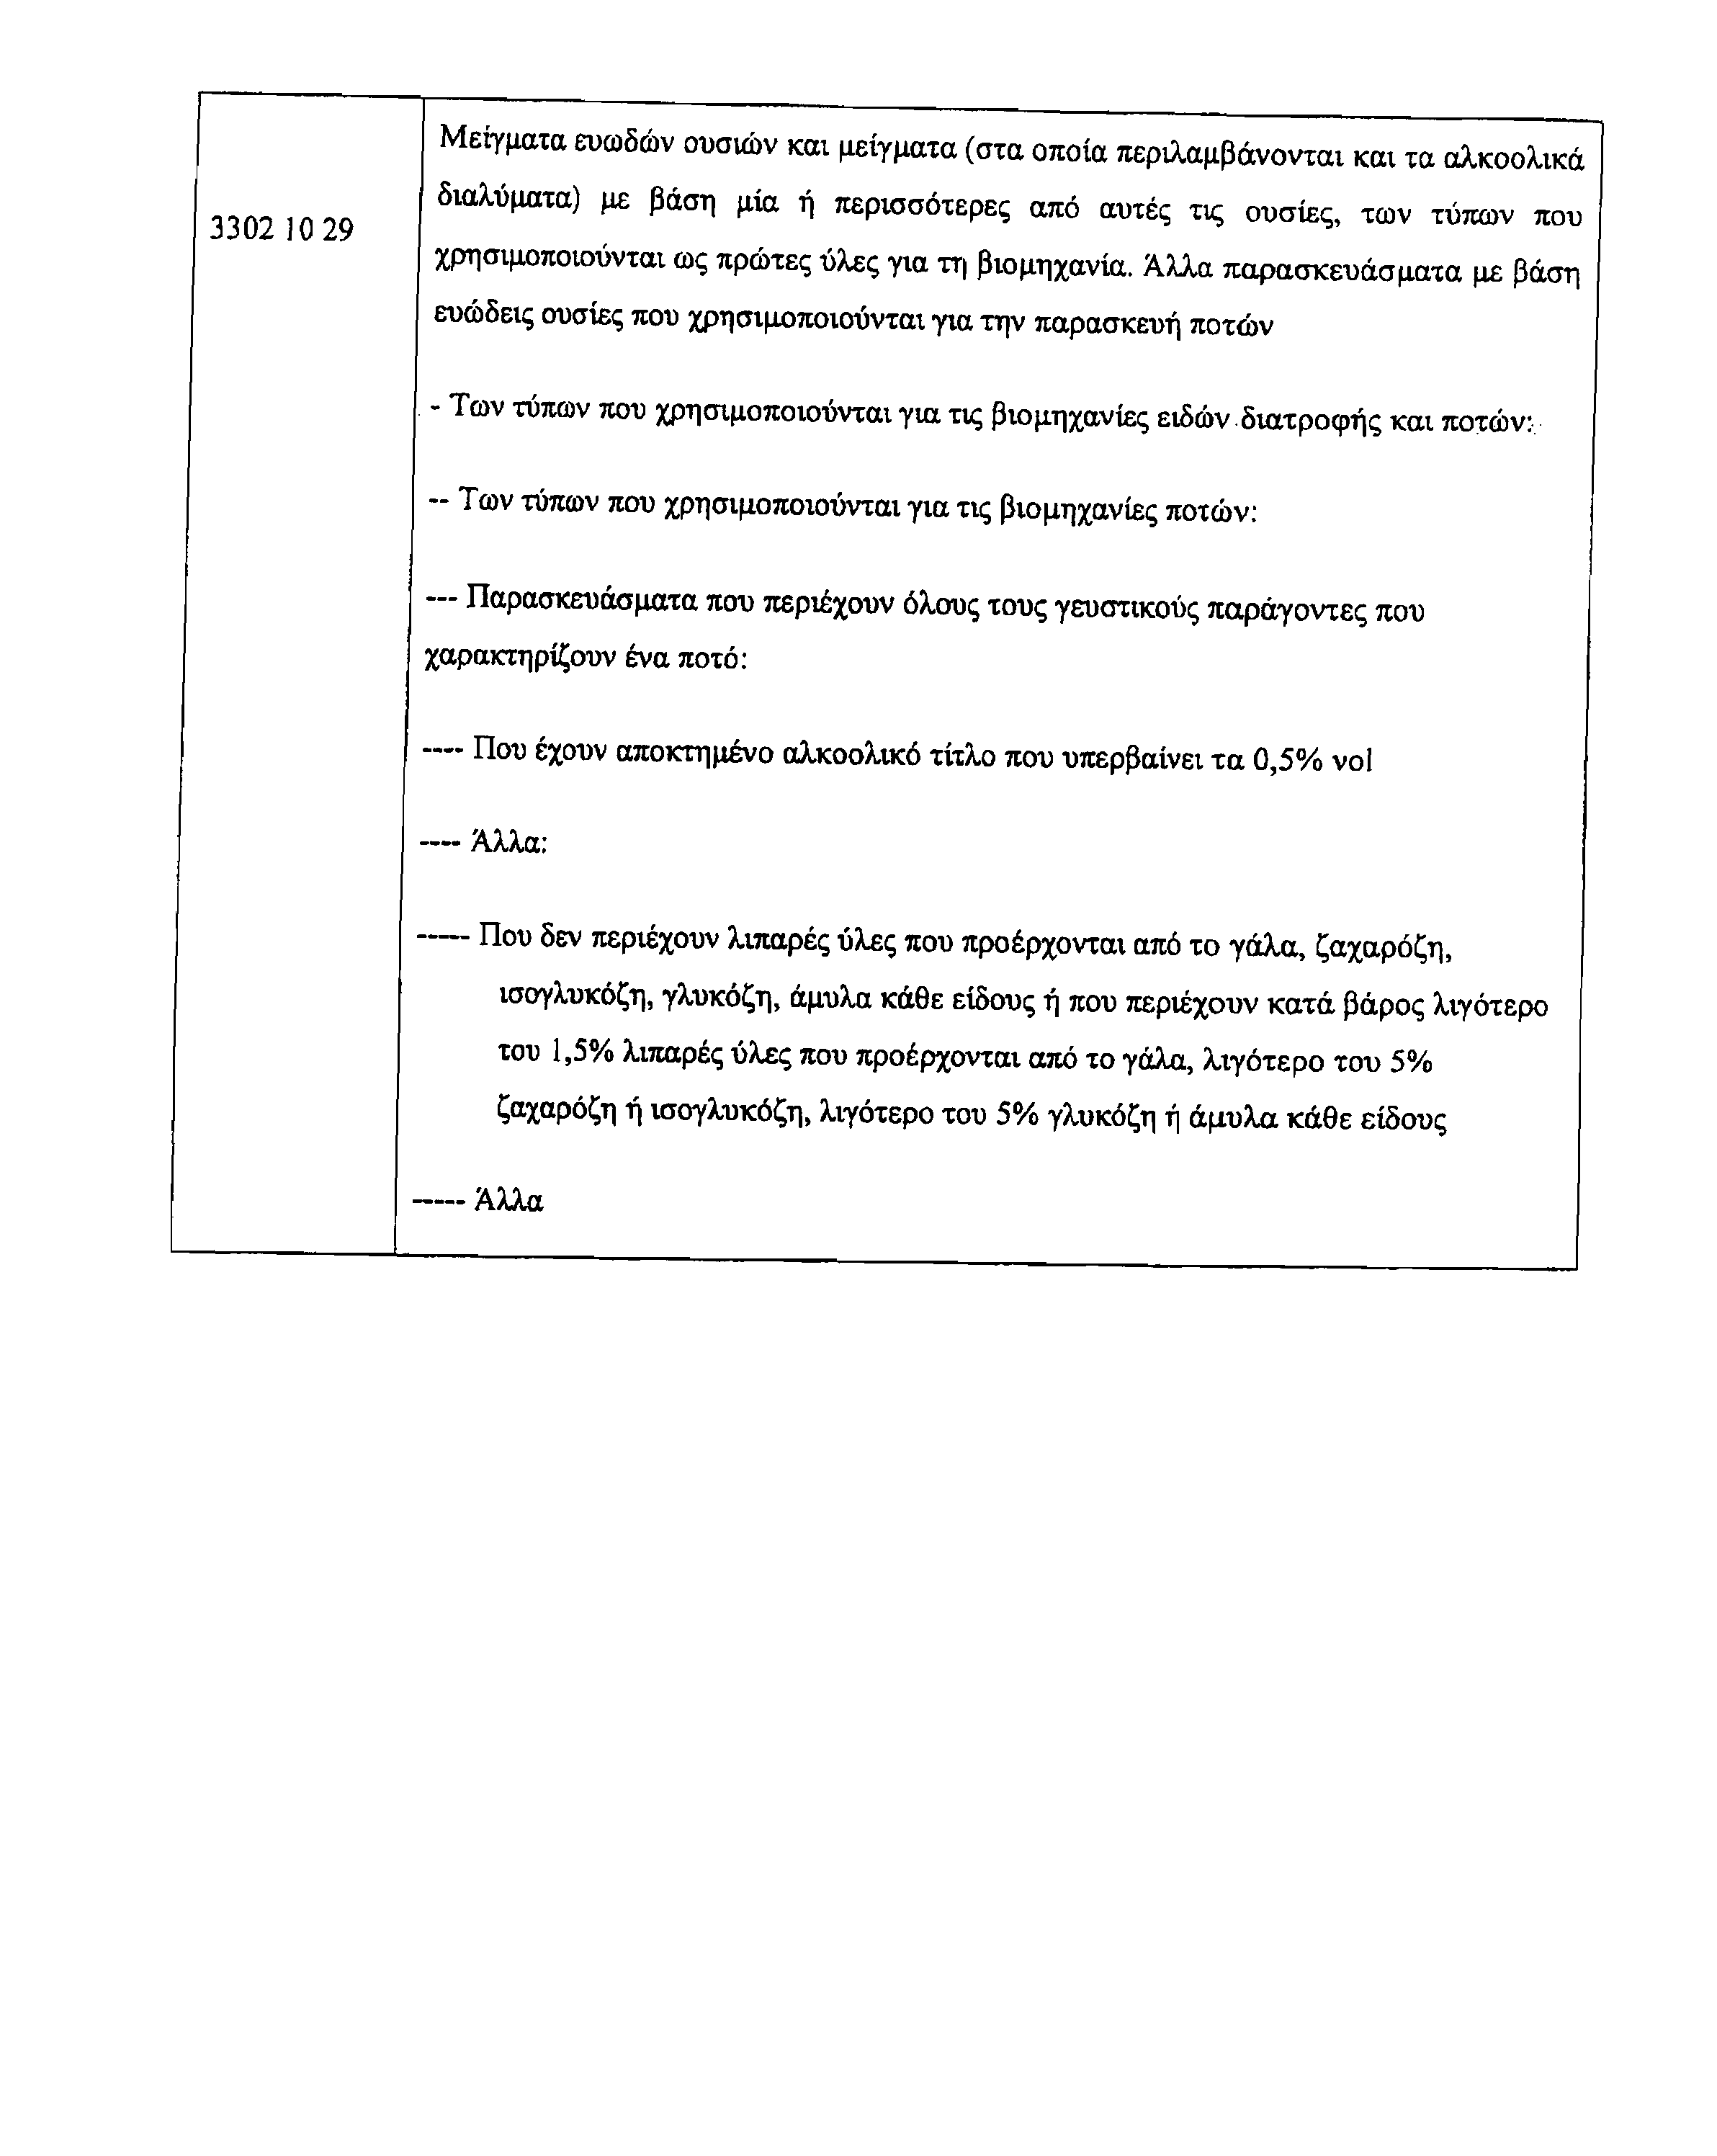 Μείγματα ευωδών ουσιών και μείγματα (στα οποία περιλαμβάνονται και τα αλκοολικά
διαλύματα) με βάση μία ή περισσότερες από αυτές τις ουσίες, των τύπων που
3302 10 29
χρησιμοποιούνται ως πρώτες ύλες για τη βιομηχανία. Άλλα παρασκευάσματα με βάση
ευώδεις ουσίες που χρησιμοποιούνται για την παρασκευή ποτών
- Των τύπων που χρησιμοποιούνται για τις βιομηχανίες ειδών διατροφής και ποτών:
-- Των τύπων που χρησιμοποιούνται για τις βιομηχανίες ποτών:
--- Παρασκευάσματα που περιέχουν όλους τους γευστικούς παράγοντες που
χαρακτηρίζουν ένα ποτό:
---- Που έχουν αποκτημένο αλκοολικό τίτλο που υπερβαίνει τα 0,5% vol
---- Άλλα:
----- Που δεν περιέχουν λιπαρές ύλες που προέρχονται από το γάλα, ζαχαρόζη,
ισογλυκόζη, γλυκόζη, άμυλα κάθε είδους ή που περιέχουν κατά βάρος λιγότερο
του 1,5% λιπαρές ύλες που προέρχονται από το γάλα, λιγότερο του 5%
ζαχαρόζη ή ισογλυκόζη, λιγότερο του 5% γλυκόζη ή άμυλα κάθε είδους
----- Άλλα